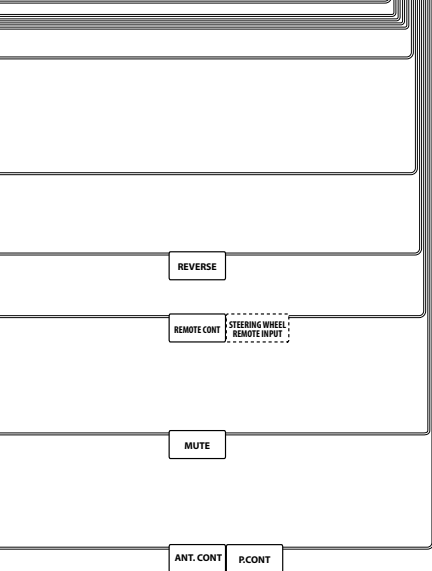 REVERSE
REMOTE CONT
STEERING WHEEL
REMOTE INPUT
MUTE
ANT. CONT
P.CONT